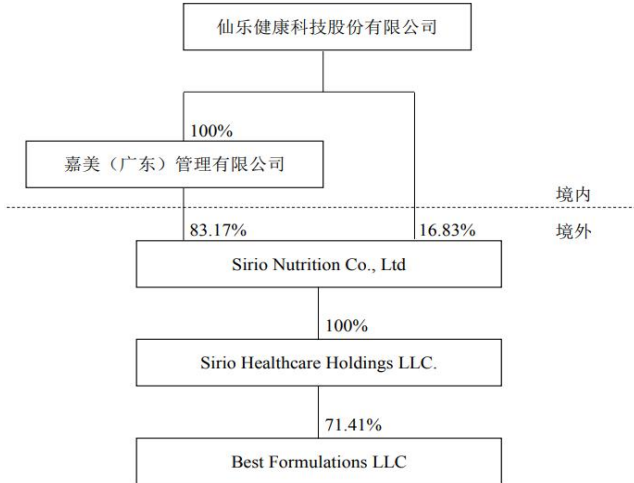 仙乐健康科技股份有限公司
100%
嘉美（广东）管理有限公司
境内
83.17%
16.83%
境外
Sirio Nutrition Co., Ltd
100%
Sirio Healthcare Holdings LLC.
71.41%
Best Formulations LLC